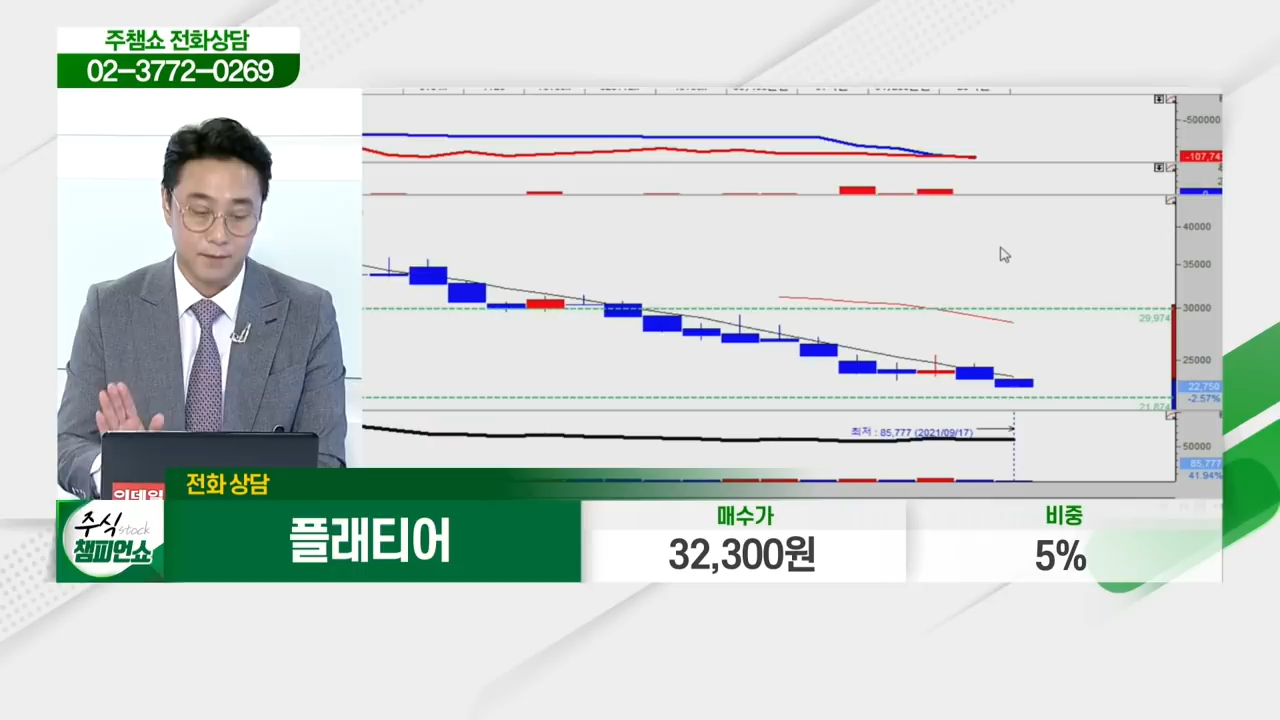 주챔쇼 전화상담
02-3772-0269
-500000
-107,747
0
40000
35000
30000
29,974
25000
22,750
-2.57%
21,874
최저 : 85,777 (2021/09/17)
50000
85,777
41.94%
전화 상담
주식 stock
챔피언쇼
플래티어
매수가
32,300원
비중
5%